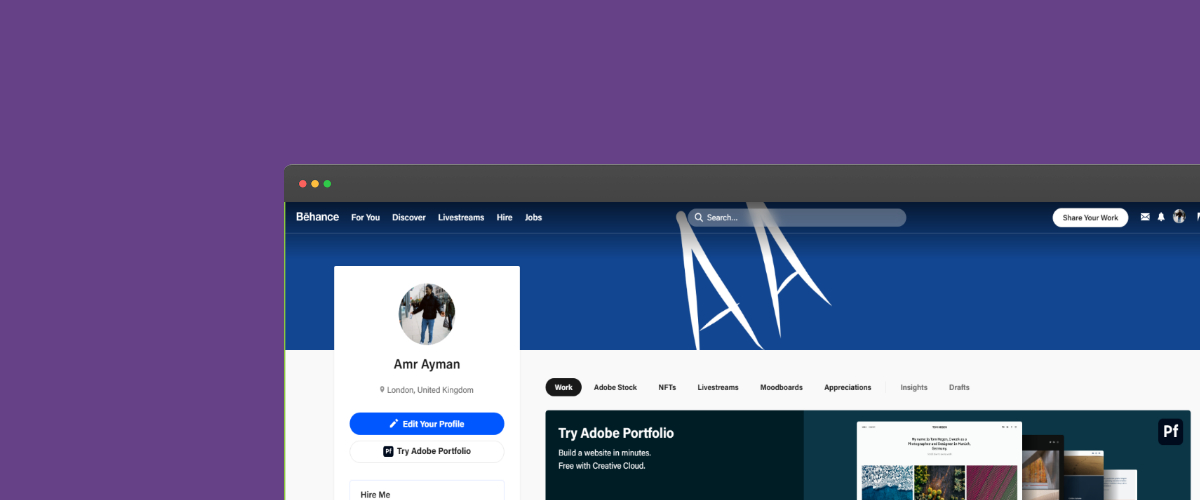 Bēhance For You Discover Livestreams Hire Jobs Search... Share Your Work
AA
Amr Ayman
London, United Kingdom
Edit Your Profile
Pf Try Adobe Portfolio
Hire Me
Work Adobe Stock NFTs Livestreams Moodboards Appreciations Insights Drafts
Try Adobe Portfolio
Build a website in minutes.
Free with Creative Cloud.
Pf